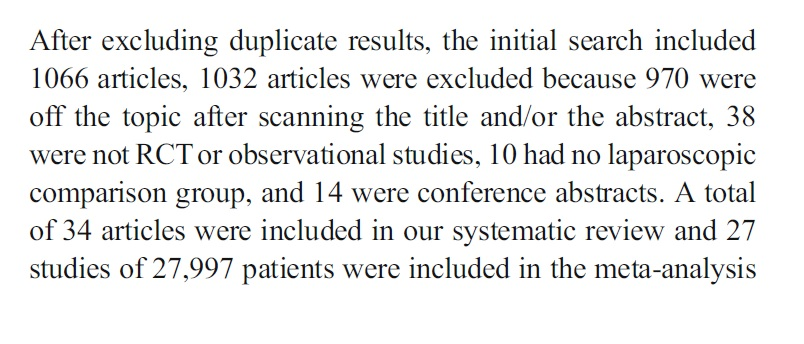 After excluding duplicate results, the initial search included
1066 articles, 1032 articles were excluded because 970 were
off the topic after scanning the title and/or the abstract, 38
were not RCT or observational studies, 10 had no laparoscopic
comparison group, and 14 were conference abstracts. A total
of 34 articles were included in our systematic review and 27
studies of 27,997 patients were included in the meta-analysis